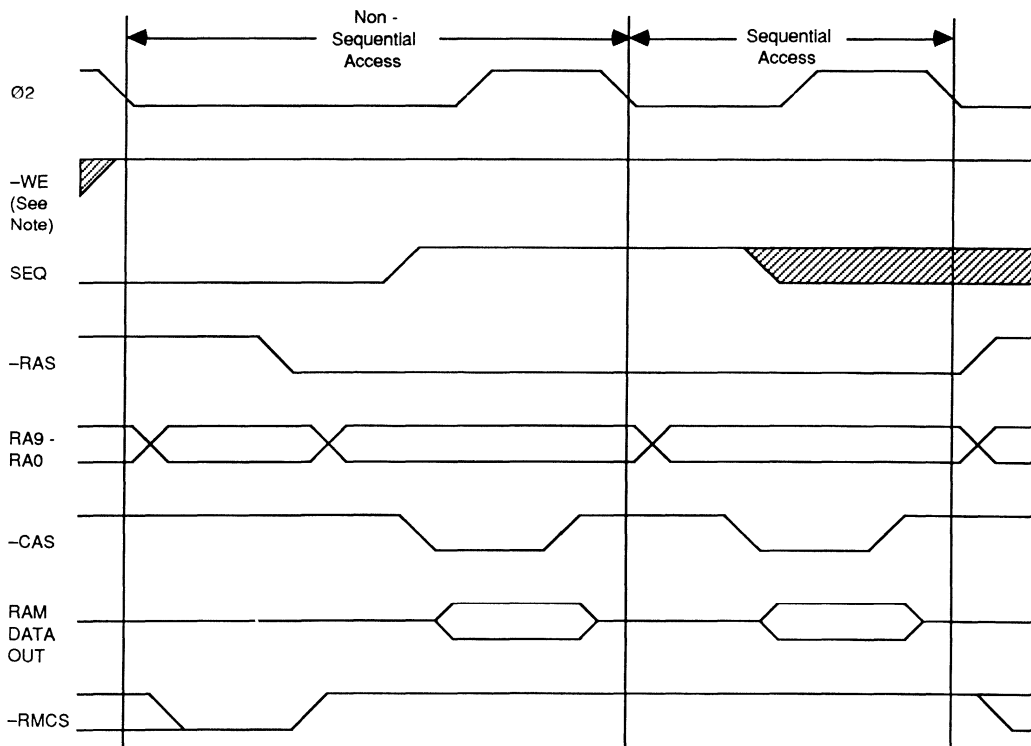 Non -
Sequential
Access
Sequential
Access
Ø2
–WE
(See
Note)
SEQ
–RAS
RA9 -
RA0
–CAS
RAM
DATA
OUT
–RMCS